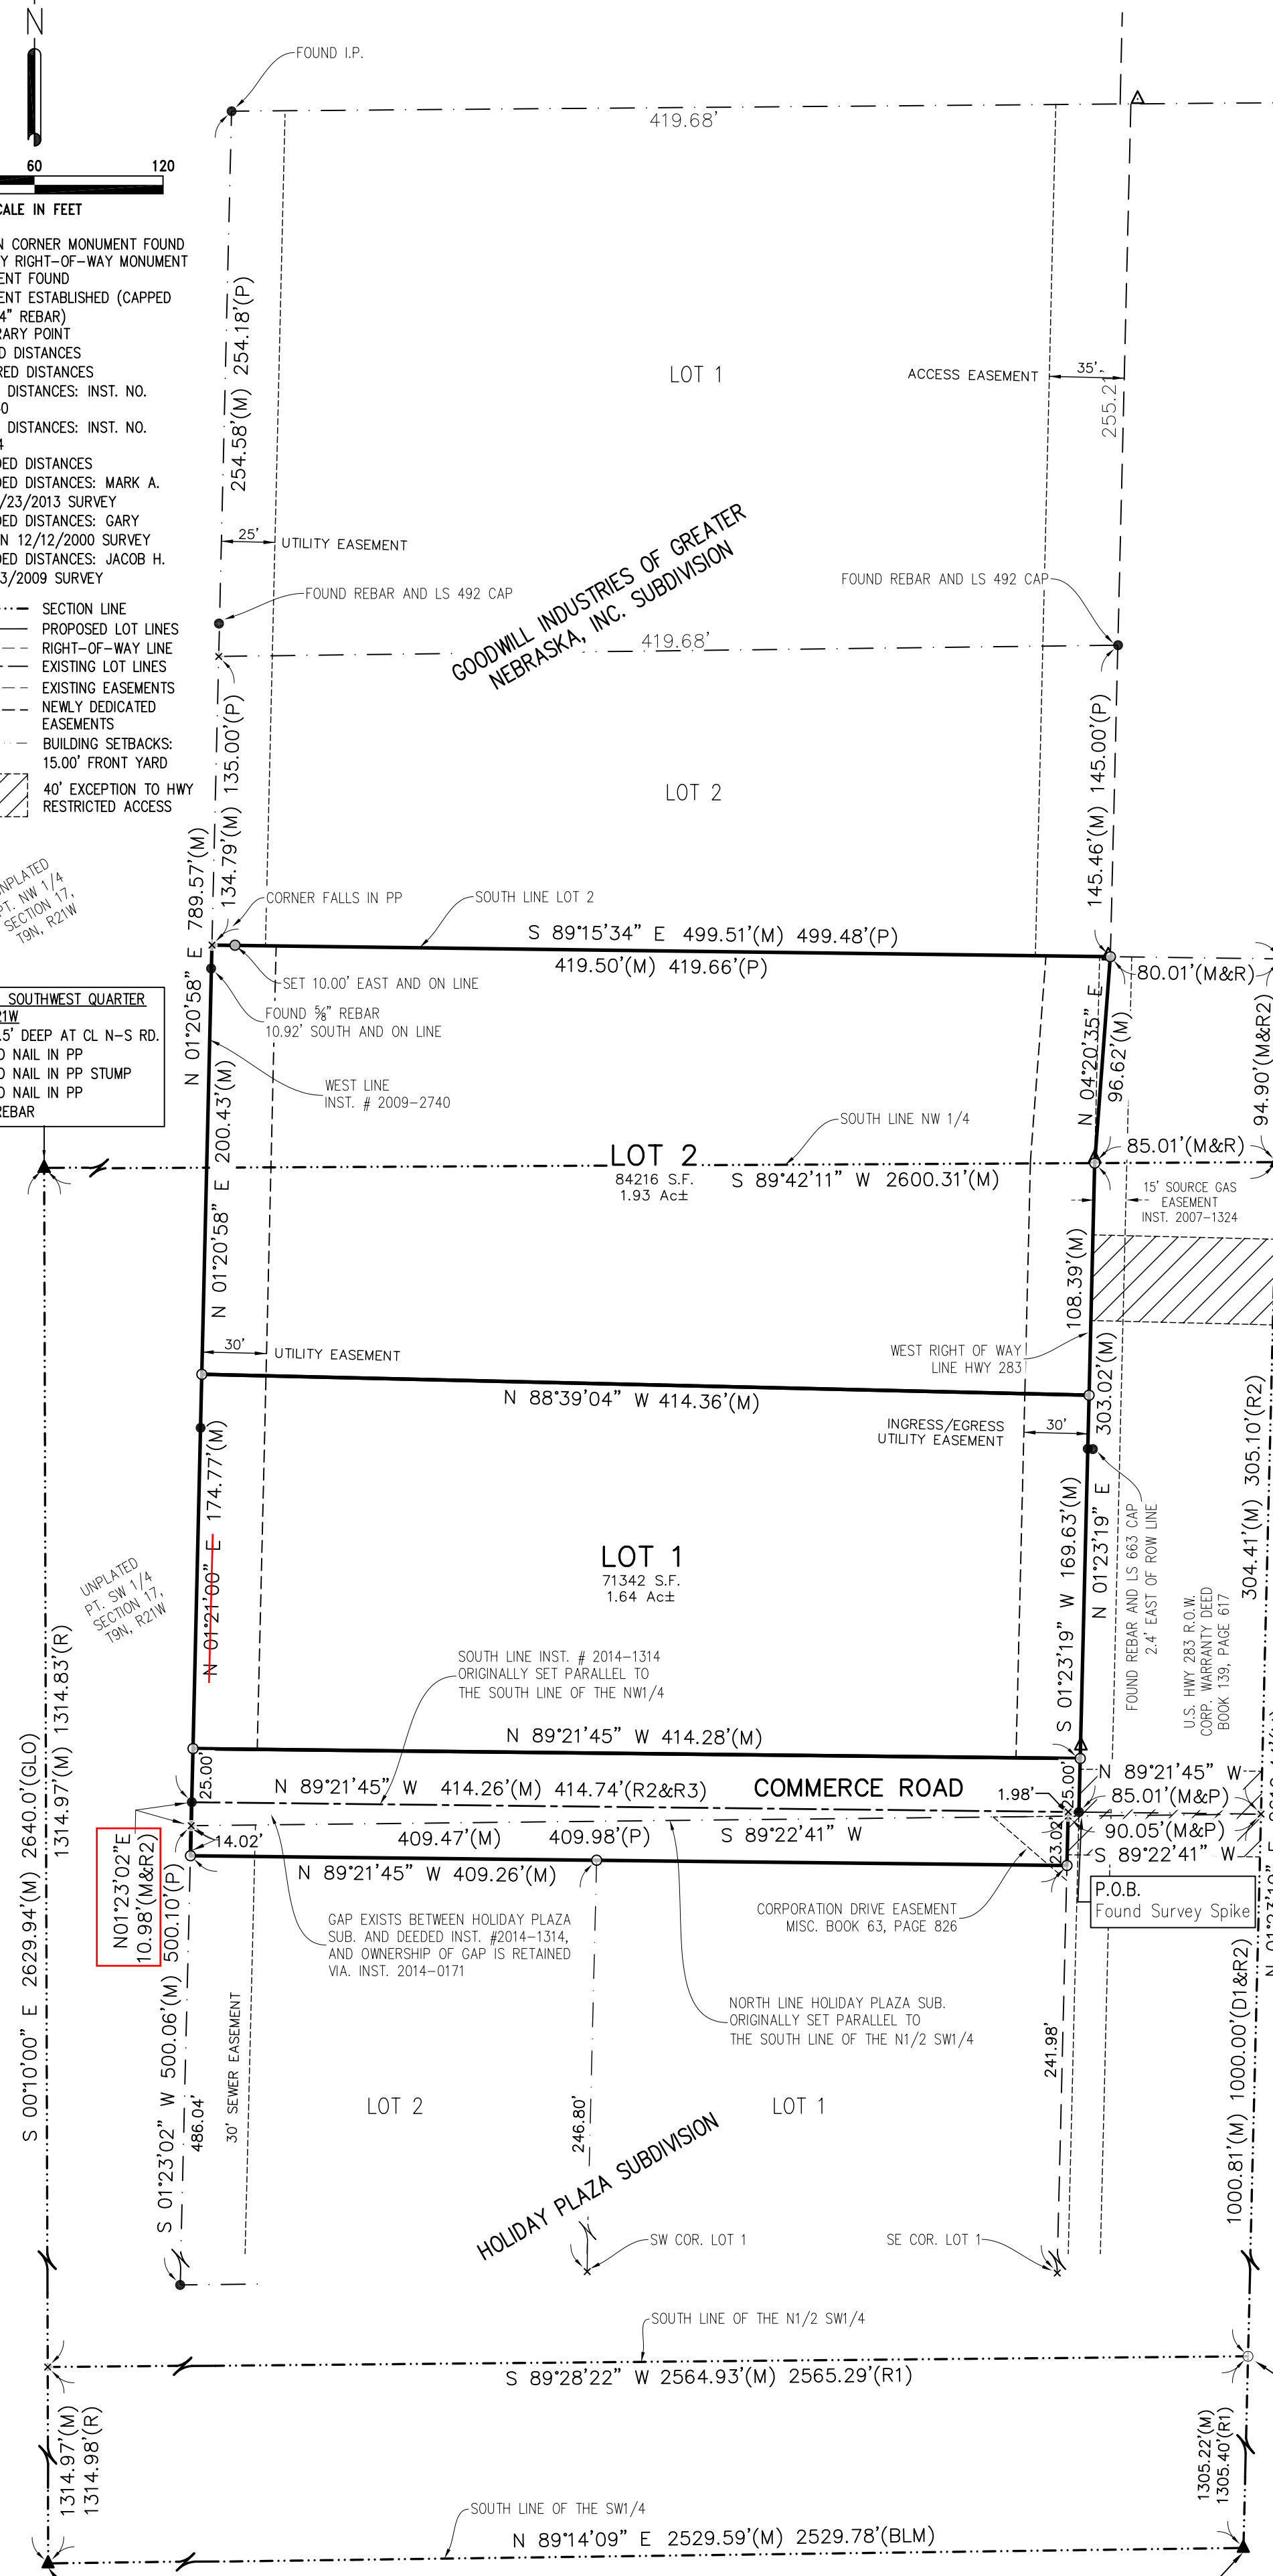 N
FOUND I.P.
419.68'
60 120
CALE IN FEET
N CORNER MONUMENT FOUND
Y RIGHT-OF-WAY MONUMENT
ENT FOUND
ENT ESTABLISHED (CAPPED
4" REBAR)
RARY POINT
D DISTANCES
RED DISTANCES
DISTANCES: INST. NO.
DISTANCES: INST. NO.
4
DED DISTANCES
DED DISTANCES: MARK A.
/23/2013 SURVEY
DED DISTANCES: GARY
N 12/12/2000 SURVEY
DED DISTANCES: JACOB H.
3/2009 SURVEY
SECTION LINE
PROPOSED LOT LINES
RIGHT-OF-WAY LINE
EXISTING LOT LINES
EXISTING EASEMENTS
NEWLY DEDICATED
EASEMENTS
BUILDING SETBACKS:
15.00' FRONT YARD
40' EXCEPTION TO HWY
RESTRICTED ACCESS
254.58'(M) 254.18'(P)
LOT 1
ACCESS EASEMENT
35'
255.21
25'
UTILITY EASEMENT
FOUND REBAR AND LS 492 CAP
FOUND REBAR AND LS 492 CAP
GOODWILL INDUSTRIES OF GREATER
NEBRASKA, INC. SUBDIVISION
419.68'
134.79'(M) 135.00'(P)
145.46'(M) 145.00'(P)
LOT 2
UNPLATED
PT. NW 1/4
SECTION 17,
T9N, R21W
N 01°20'58" E 789.57'(M)
CORNER FALLS IN PP
SOUTH LINE LOT 2
S 89°15'34" E 499.51'(M) 499.48'(P)
419.50'(M) 419.66'(P)
80.01'(M&R)
SET 10.00' EAST AND ON LINE
FOUND 5/8" REBAR
10.92' SOUTH AND ON LINE
SOUTHWEST QUARTER
21W
.5' DEEP AT CL N-S RD.
D NAIL IN PP
D NAIL IN PP STUMP
D NAIL IN PP
REBAR
WEST LINE
INST. # 2009-2740
N 01°20'58" E 200.43'(M)
N 04°20'35" E
96.62'(M)
94.90'(M&R2)
SOUTH LINE NW 1/4
LOT 2
84216 S.F.
1.93 Ac±
S 89°42'11" W 2600.31'(M)
85.01'(M&R)
15' SOURCE GAS
EASEMENT
INST. 2007-1324
108.39'(M)
30'
UTILITY EASEMENT
WEST RIGHT OF WAY
LINE HWY 283
N 88°39'04" W 414.36'(M)
303.02'(M)
N 01°23'19" E
INGRESS/EGRESS
UTILITY EASEMENT
30'
304.41'(M) 305.10'(R2)
N 01°21'00" E 174.77'(M)
LOT 1
71342 S.F.
1.64 Ac±
S 01°23'19" W 169.63'(M)
FOUND REBAR AND LS 663 CAP
2.4' EAST OF ROW LINE
U.S. HWY 283 R.O.W.
CORP. WARRANTY DEED
BOOK 139, PAGE 617
UNPLATED
PT. SW 1/4
SECTION 17,
T9N, R21W
SOUTH LINE INST. # 2014-1314
ORIGINALLY SET PARALLEL TO
THE SOUTH LINE OF THE NW1/4
N 89°21'45" W 414.28'(M)
25.00'
N 89°21'45" W 414.26'(M) 414.74'(R2&R3)
COMMERCE ROAD
1.98'
25.00'
N 89°21'45" W
85.01'(M&P)
90.05'(M&P)
S 89°22'41" W
14.02'
409.47'(M) 409.98'(P) S 89°22'41" W
23.02'
N 89°21'45" W 409.26'(M)
N01°23'02"E
10.98'(M&R2)
P.O.B.
Found Survey Spike
CORPORATION DRIVE EASEMENT
MISC. BOOK 63, PAGE 826
GAP EXISTS BETWEEN HOLIDAY PLAZA
SUB. AND DEEDED INST. #2014-1314,
AND OWNERSHIP OF GAP IS RETAINED
VIA. INST. 2014-0171
NORTH LINE HOLIDAY PLAZA SUB.
ORIGINALLY SET PARALLEL TO
THE SOUTH LINE OF THE N1/2 SW1/4
S 00°10'00" E 2629.94'(M) 2640.0'(GLO)
1314.97'(M) 1314.83'(R)
S 01°23'02" W 500.06'(M) 500.10'(P)
486.04'
30' SEWER EASEMENT
LOT 2
246.80'
LOT 1
241.98'
HOLIDAY PLAZA SUBDIVISION
1000.81'(M) 1000.00'(D1&R2)
SW COR. LOT 1
SE COR. LOT 1
SOUTH LINE OF THE N1/2 SW1/4
S 89°28'22" W 2564.93'(M) 2565.29'(R1)
1314.97'(M)
1314.98'(R)
1305.22'(M)
1305.40'(R1)
SOUTH LINE OF THE SW1/4
N 89°14'09" E 2529.59'(M) 2529.78'(BLM)